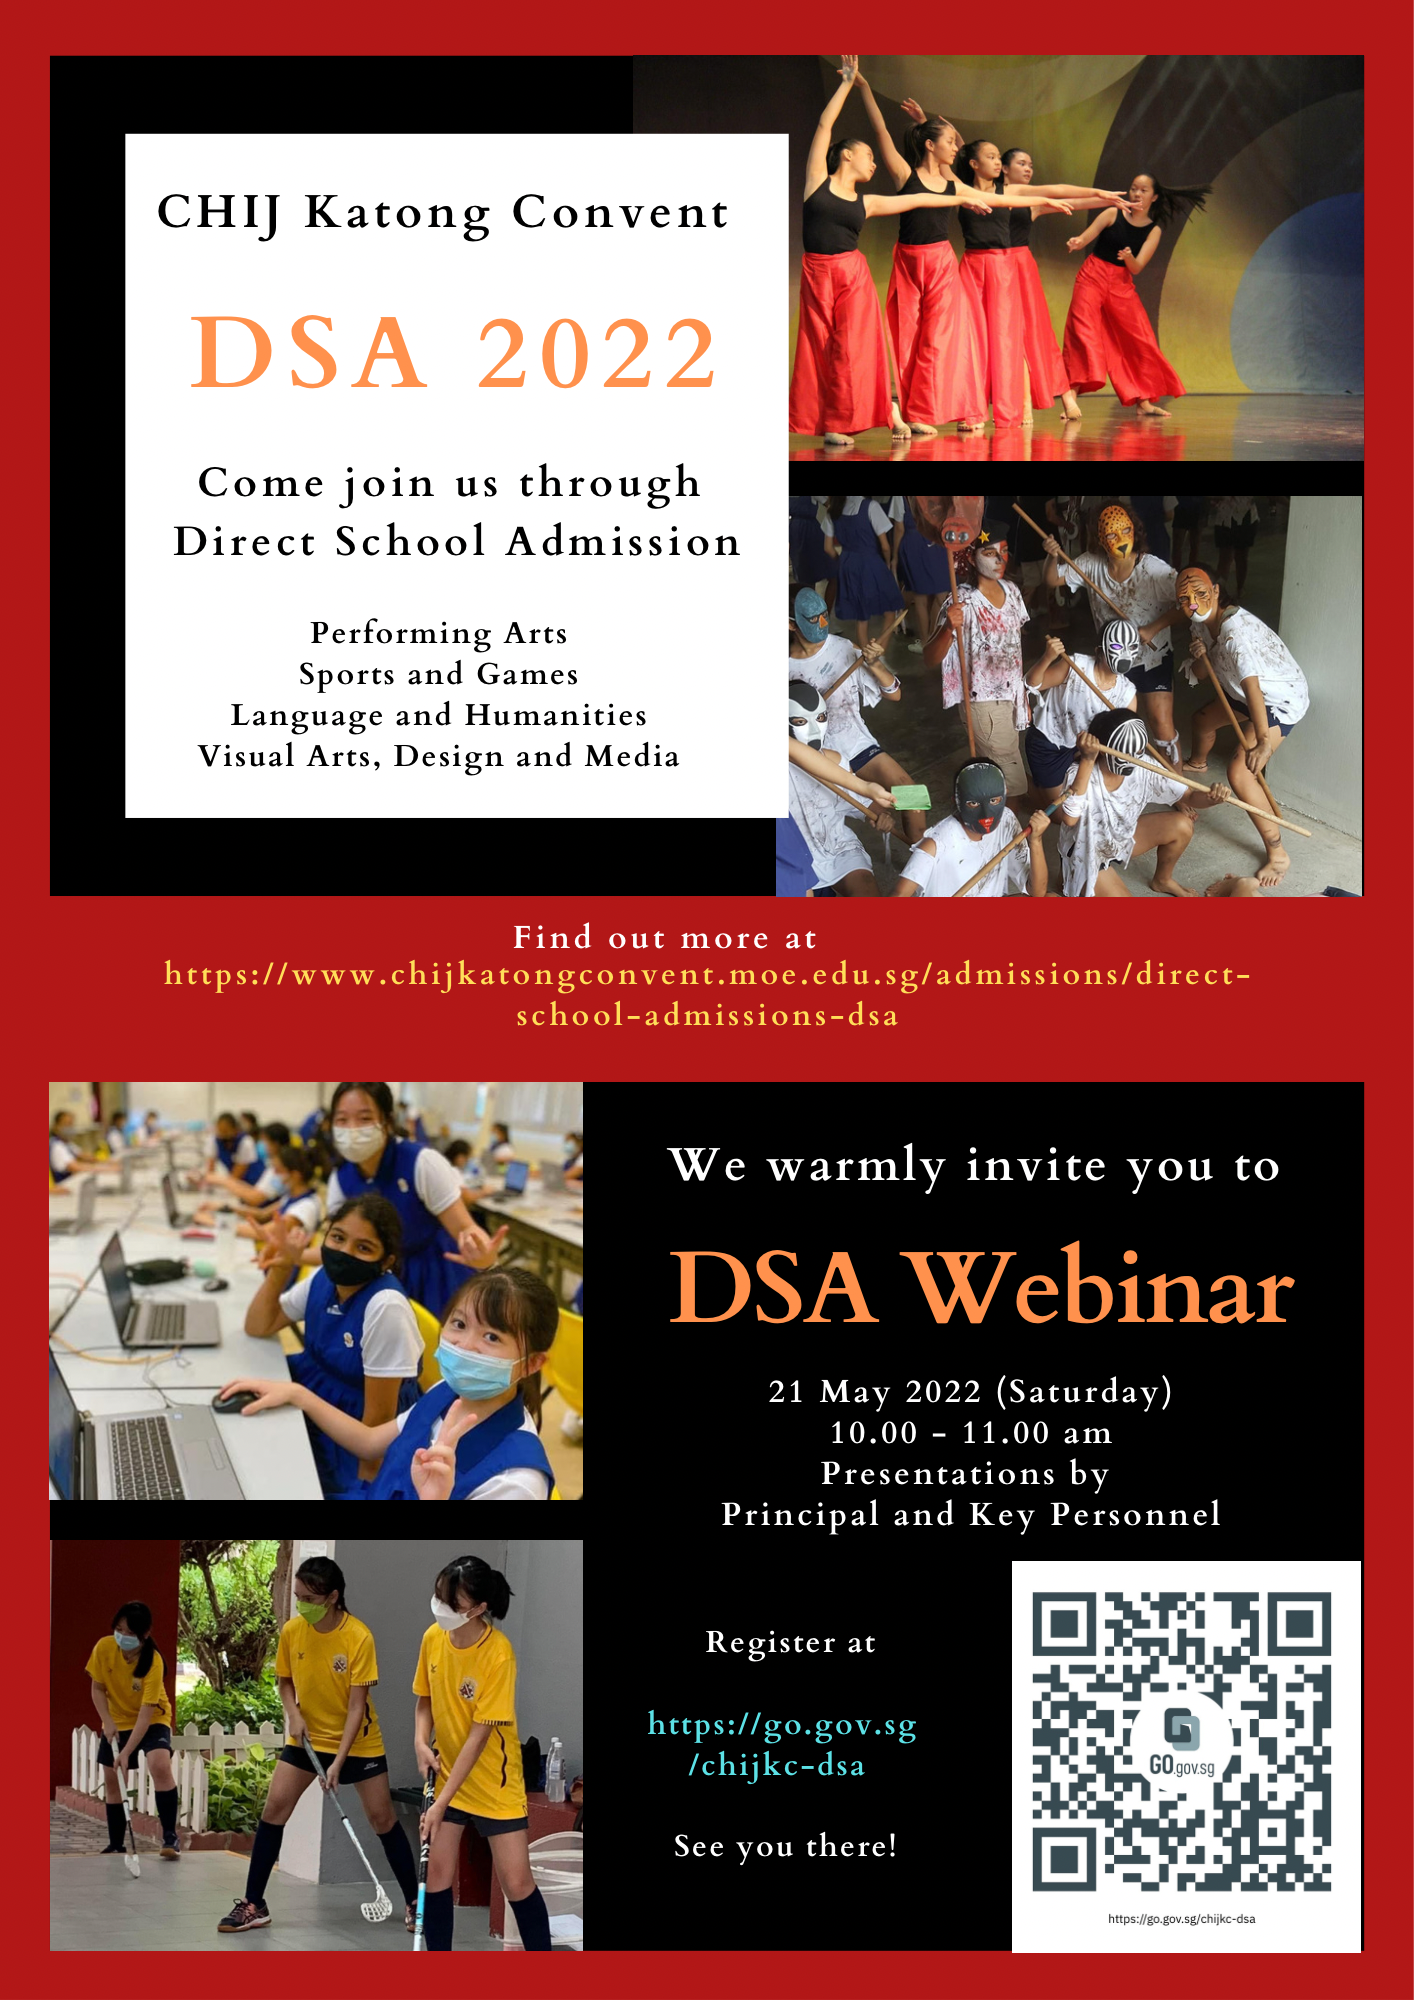 CHIJ Katong Convent
DSA 2022
Come join us through
Direct School Admission
Performing Arts
Sports and Games
Language and Humanities
Visual Arts, Design and Media
Find out more at
https://www.chijkatongconvent.moe.edu.sg/admissions/direct-
school-admissions-dsa
We warmly invite you to
DSA Webinar
21 May 2022 (Saturday)
10.00 - 11.00 am
Presentations by
Principal and Key Personnel
Register at
https://go.gov.sg
/chijkc-dsa
See you there!
GO.gov.sg
https://go.gov.sg/chijkc-dsa